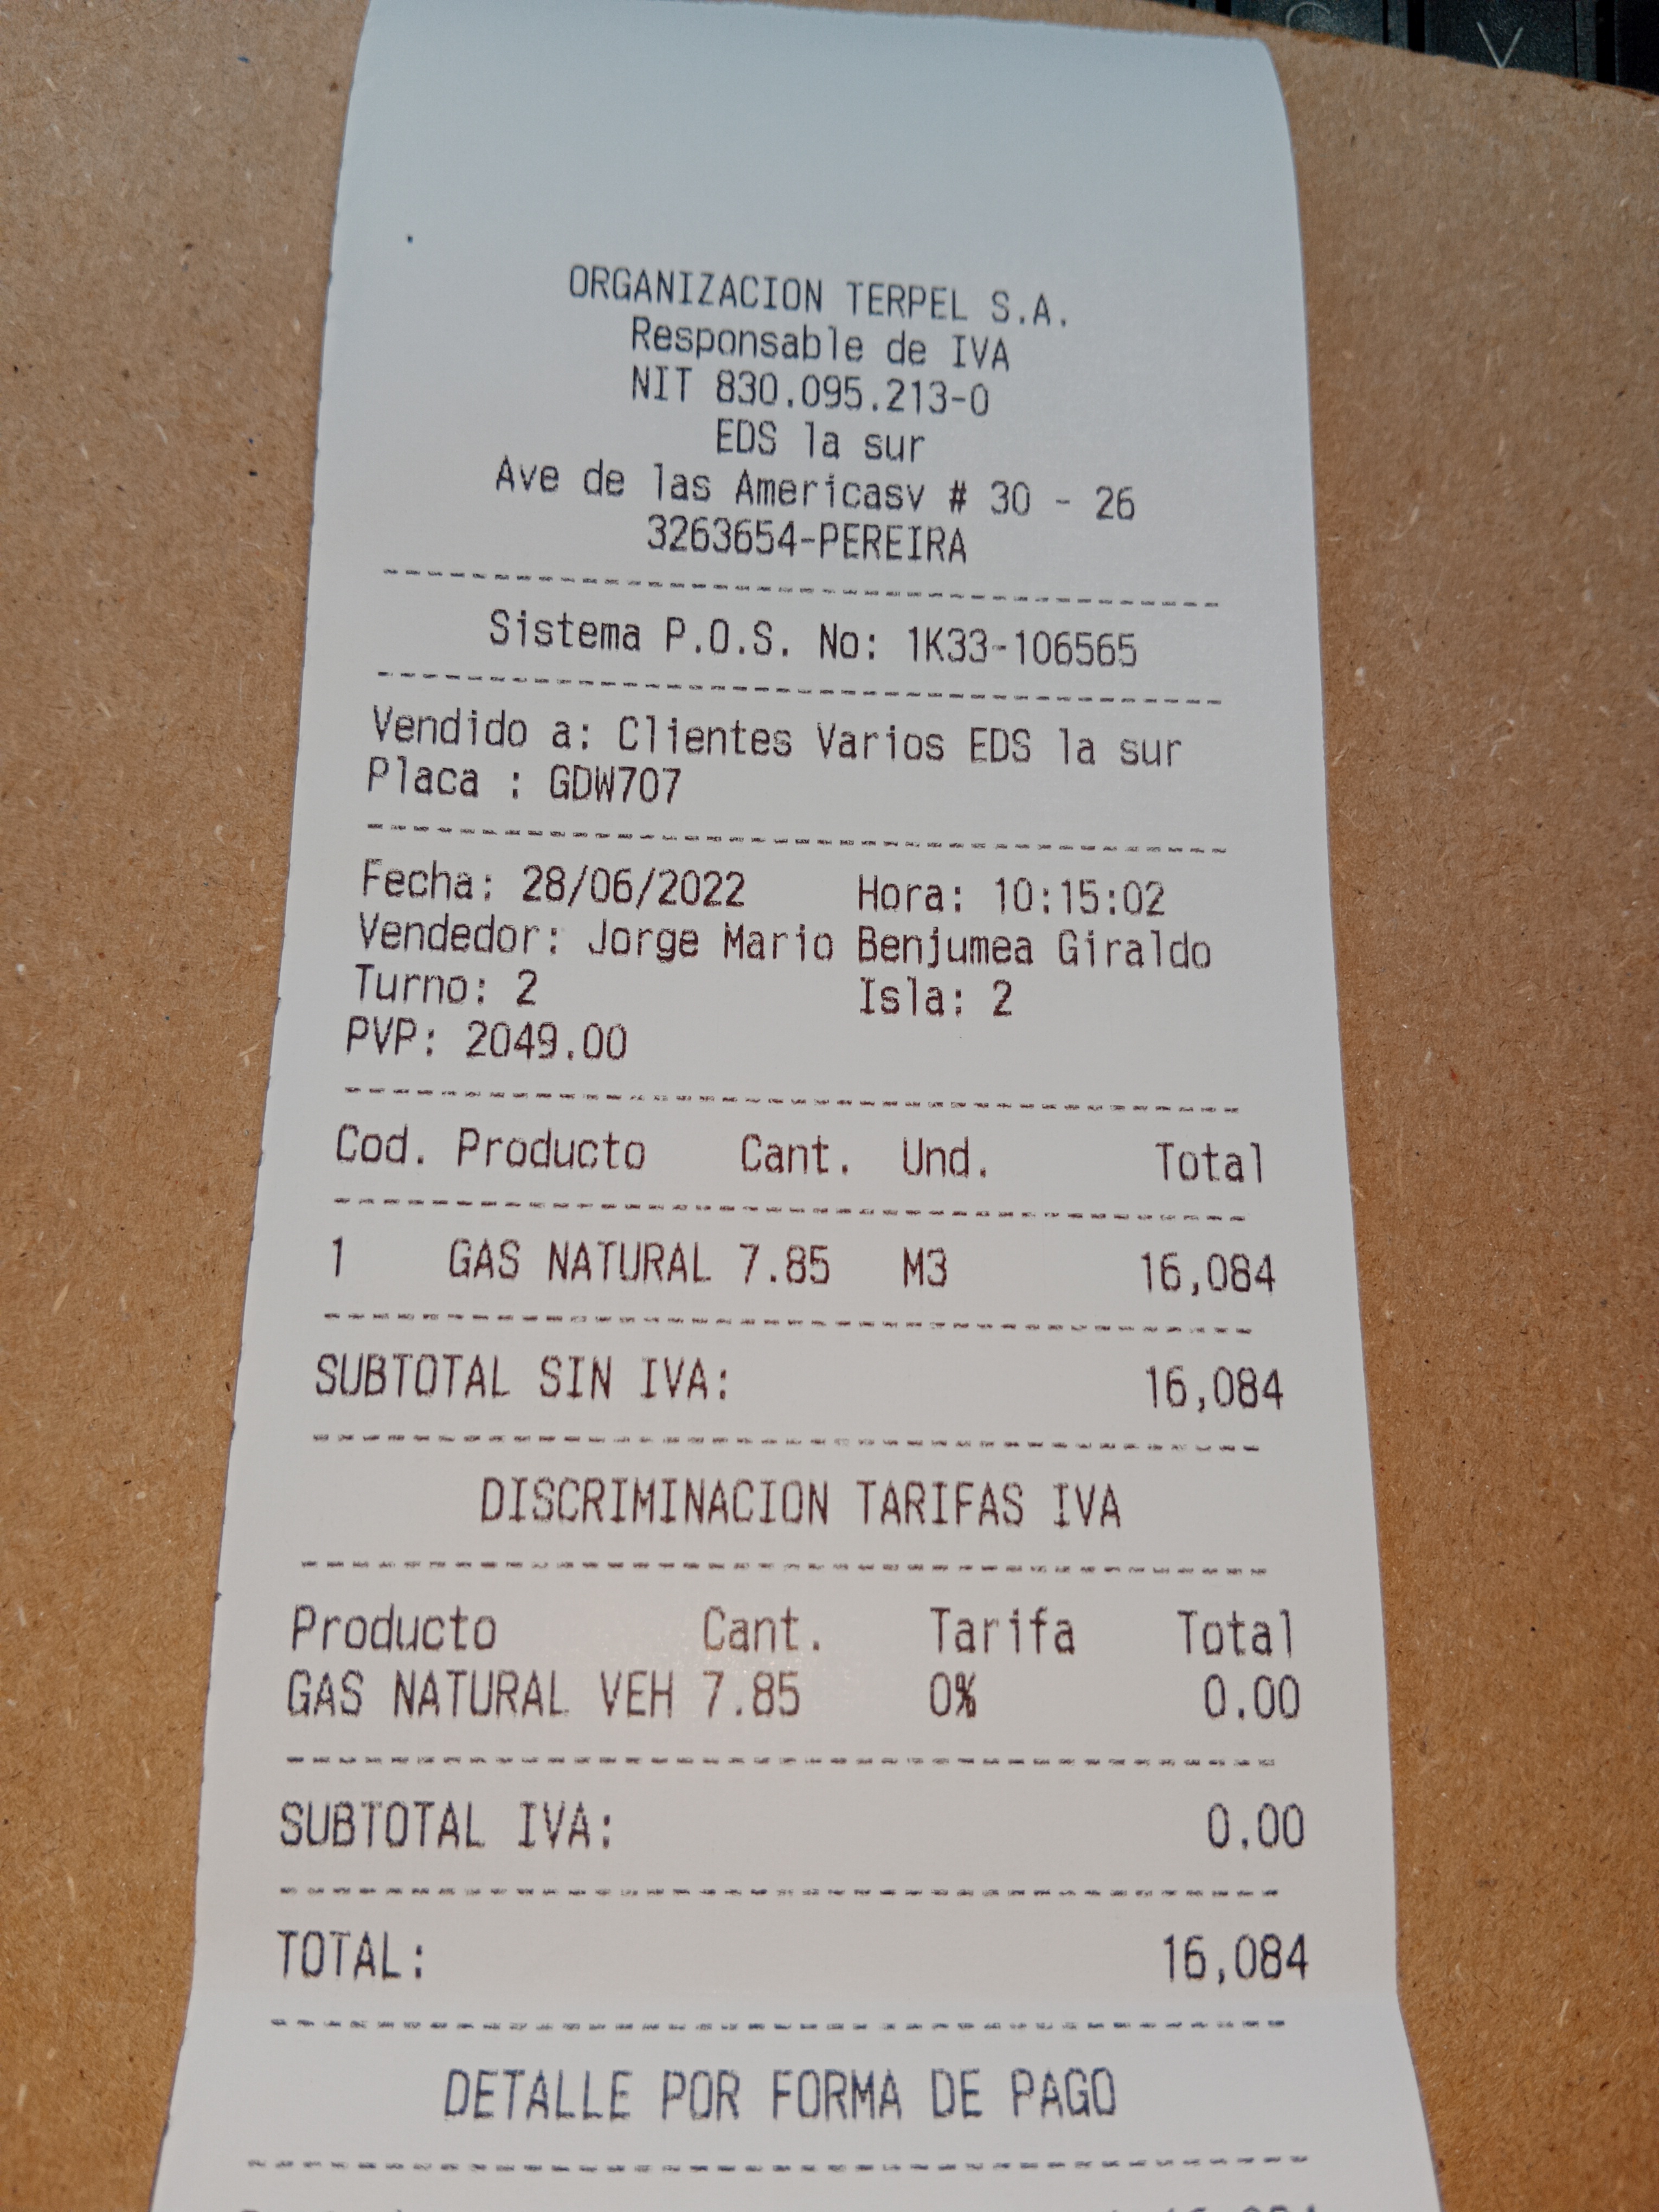 ORGANIZACION TERPEL S.A.
Responsable de IVA
NIT 830.095.213-0
EDS la sur
Ave de las Americasv # 30 - 26
3263654-PEREIRA
Sistema P.O.S. No: 1K33-106565
Vendido a: Clientes Varios EDS la sur
Placa : GDW707
Fecha: 28/06/2022 Hora: 10:15:02
Vendedor: Jorge Mario Benjumea Giraldo
Turno: 2 Isla: 2
PVP: 2049.00
Cod. Producto Cant. Und. Total
1 GAS NATURAL 7.85 M3 16,084
SUBTOTAL SIN IVA: 16,084
DISCRIMINACION TARIFAS IVA
Producto Cant. Tarifa Total
GAS NATURAL VEH 7.85 0% 0.00
SUBTOTAL IVA: 0.00
TOTAL: 16,084
DETALLE POR FORMA DE PAGO